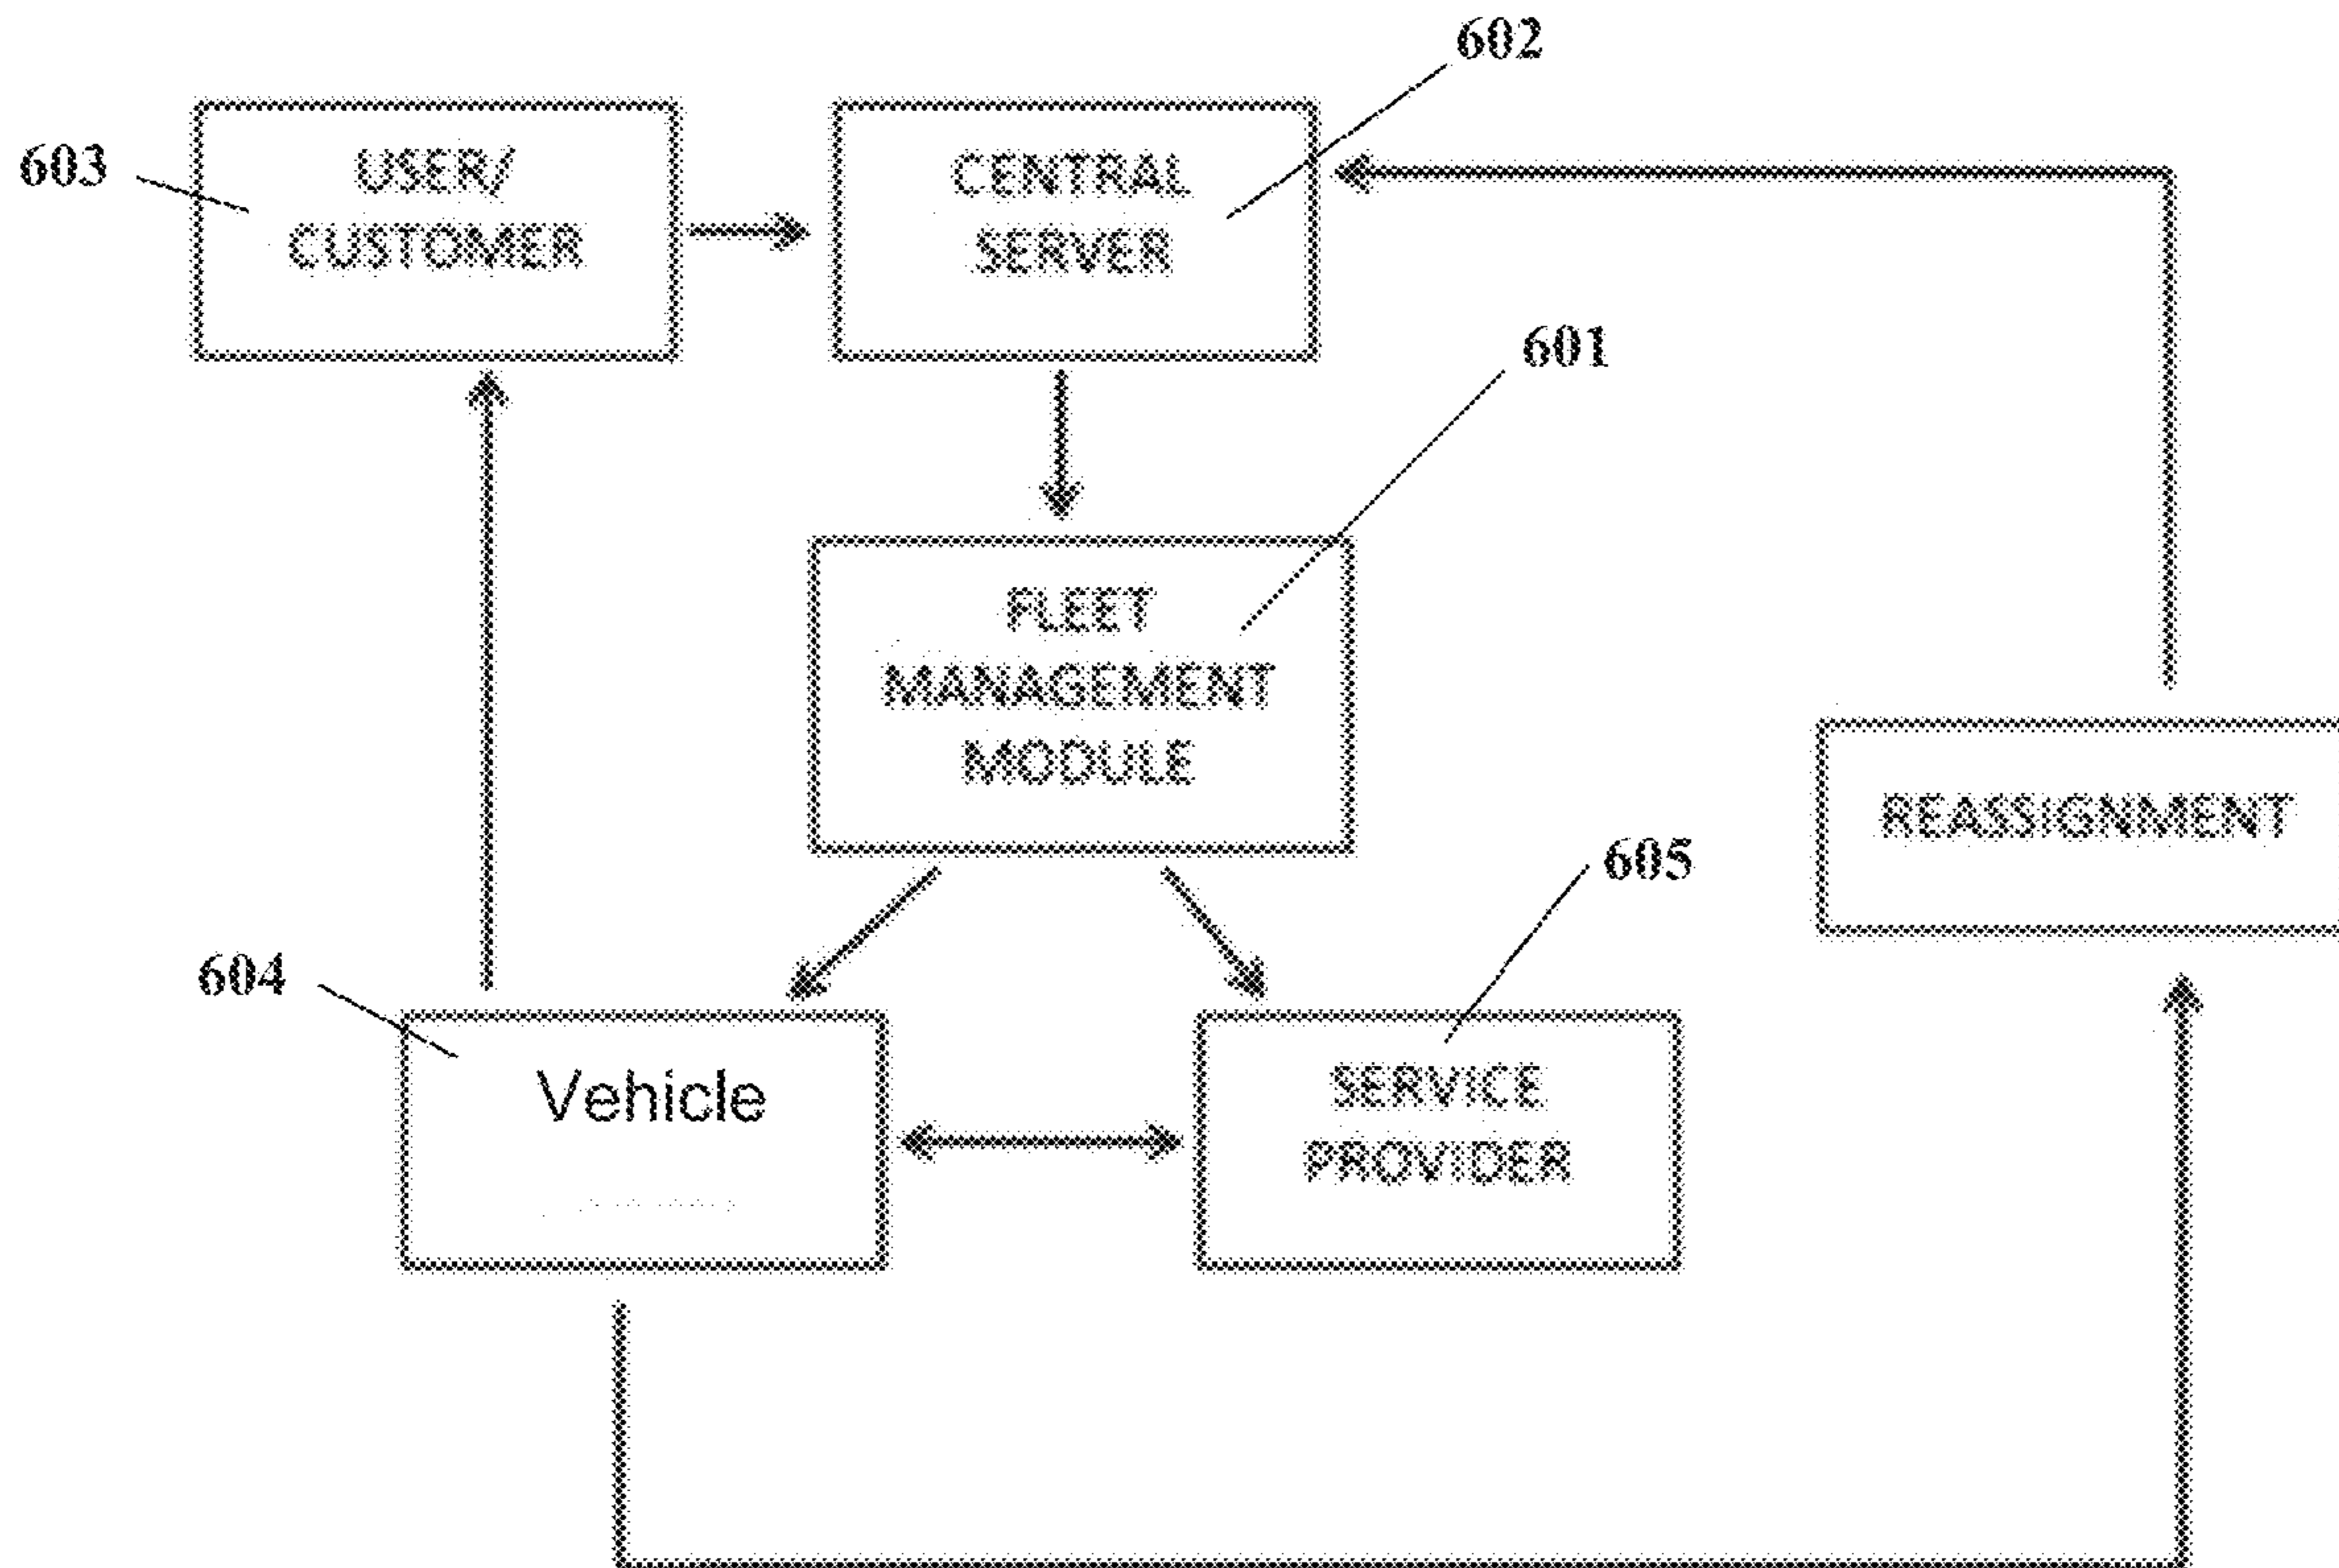 602
603
USER/
CUSTOMER
CENTRAL
SERVER
601
FLEET
MANAGEMENT
MODULE
REASSIGNMENT
605
604
Vehicle
SERVICE
PROVIDER